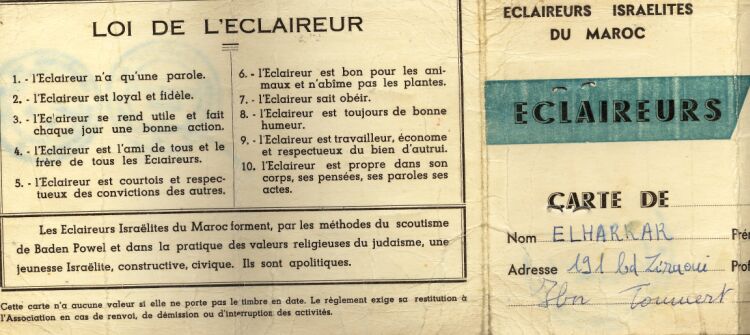 LOI DE L'ECLAIREUR
1. - l'Eclaireur n'a qu'une parole.
2. - l'Eclaireur est loyal et fidèle.
3. - l'Eclaireur se rend utile et fait
chaque jour une bonne action.
4. - l'Eclaireur est l'ami de tous et le
frère de tous les Eclaireurs.
5. - l'Eclaireur est courtois et respec-
tueux des convictions des autres.
6. - l'Eclaireur est bon pour les ani-
maux et n'abîme pas les plantes.
7. - l'Eclaireur sait obéir.
8. - l'Eclaireur est toujours de bonne
humeur.
9. - l'Eclaireur est travailleur, économe
et respectueux du bien d'autrui.
10. - l'Eclaireur est propre dans son
corps, ses pensées, ses paroles ses
actes.
Les Eclaireurs Israëlites du Maroc forment, par les méthodes du scoutisme
de Baden Powel et dans la pratique des valeurs religieuses du judaisme, une
jeunesse Israëlite, constructive, civique. Ils sont apolitiques.
Cette carte n'a aucune valeur si elle ne porte pas le timbre en date. Le règlement exige sa restitution à
l'Association en cas de renvoi, de démission ou d'interruption des activités.
ECLAIREURS ISRAELITES
DU MAROC
ECLAIREURS
CARTE DE
Nom ELHARRAR Pré
Adresse 191 bd Ziraoui Prof
Ibn Toumert